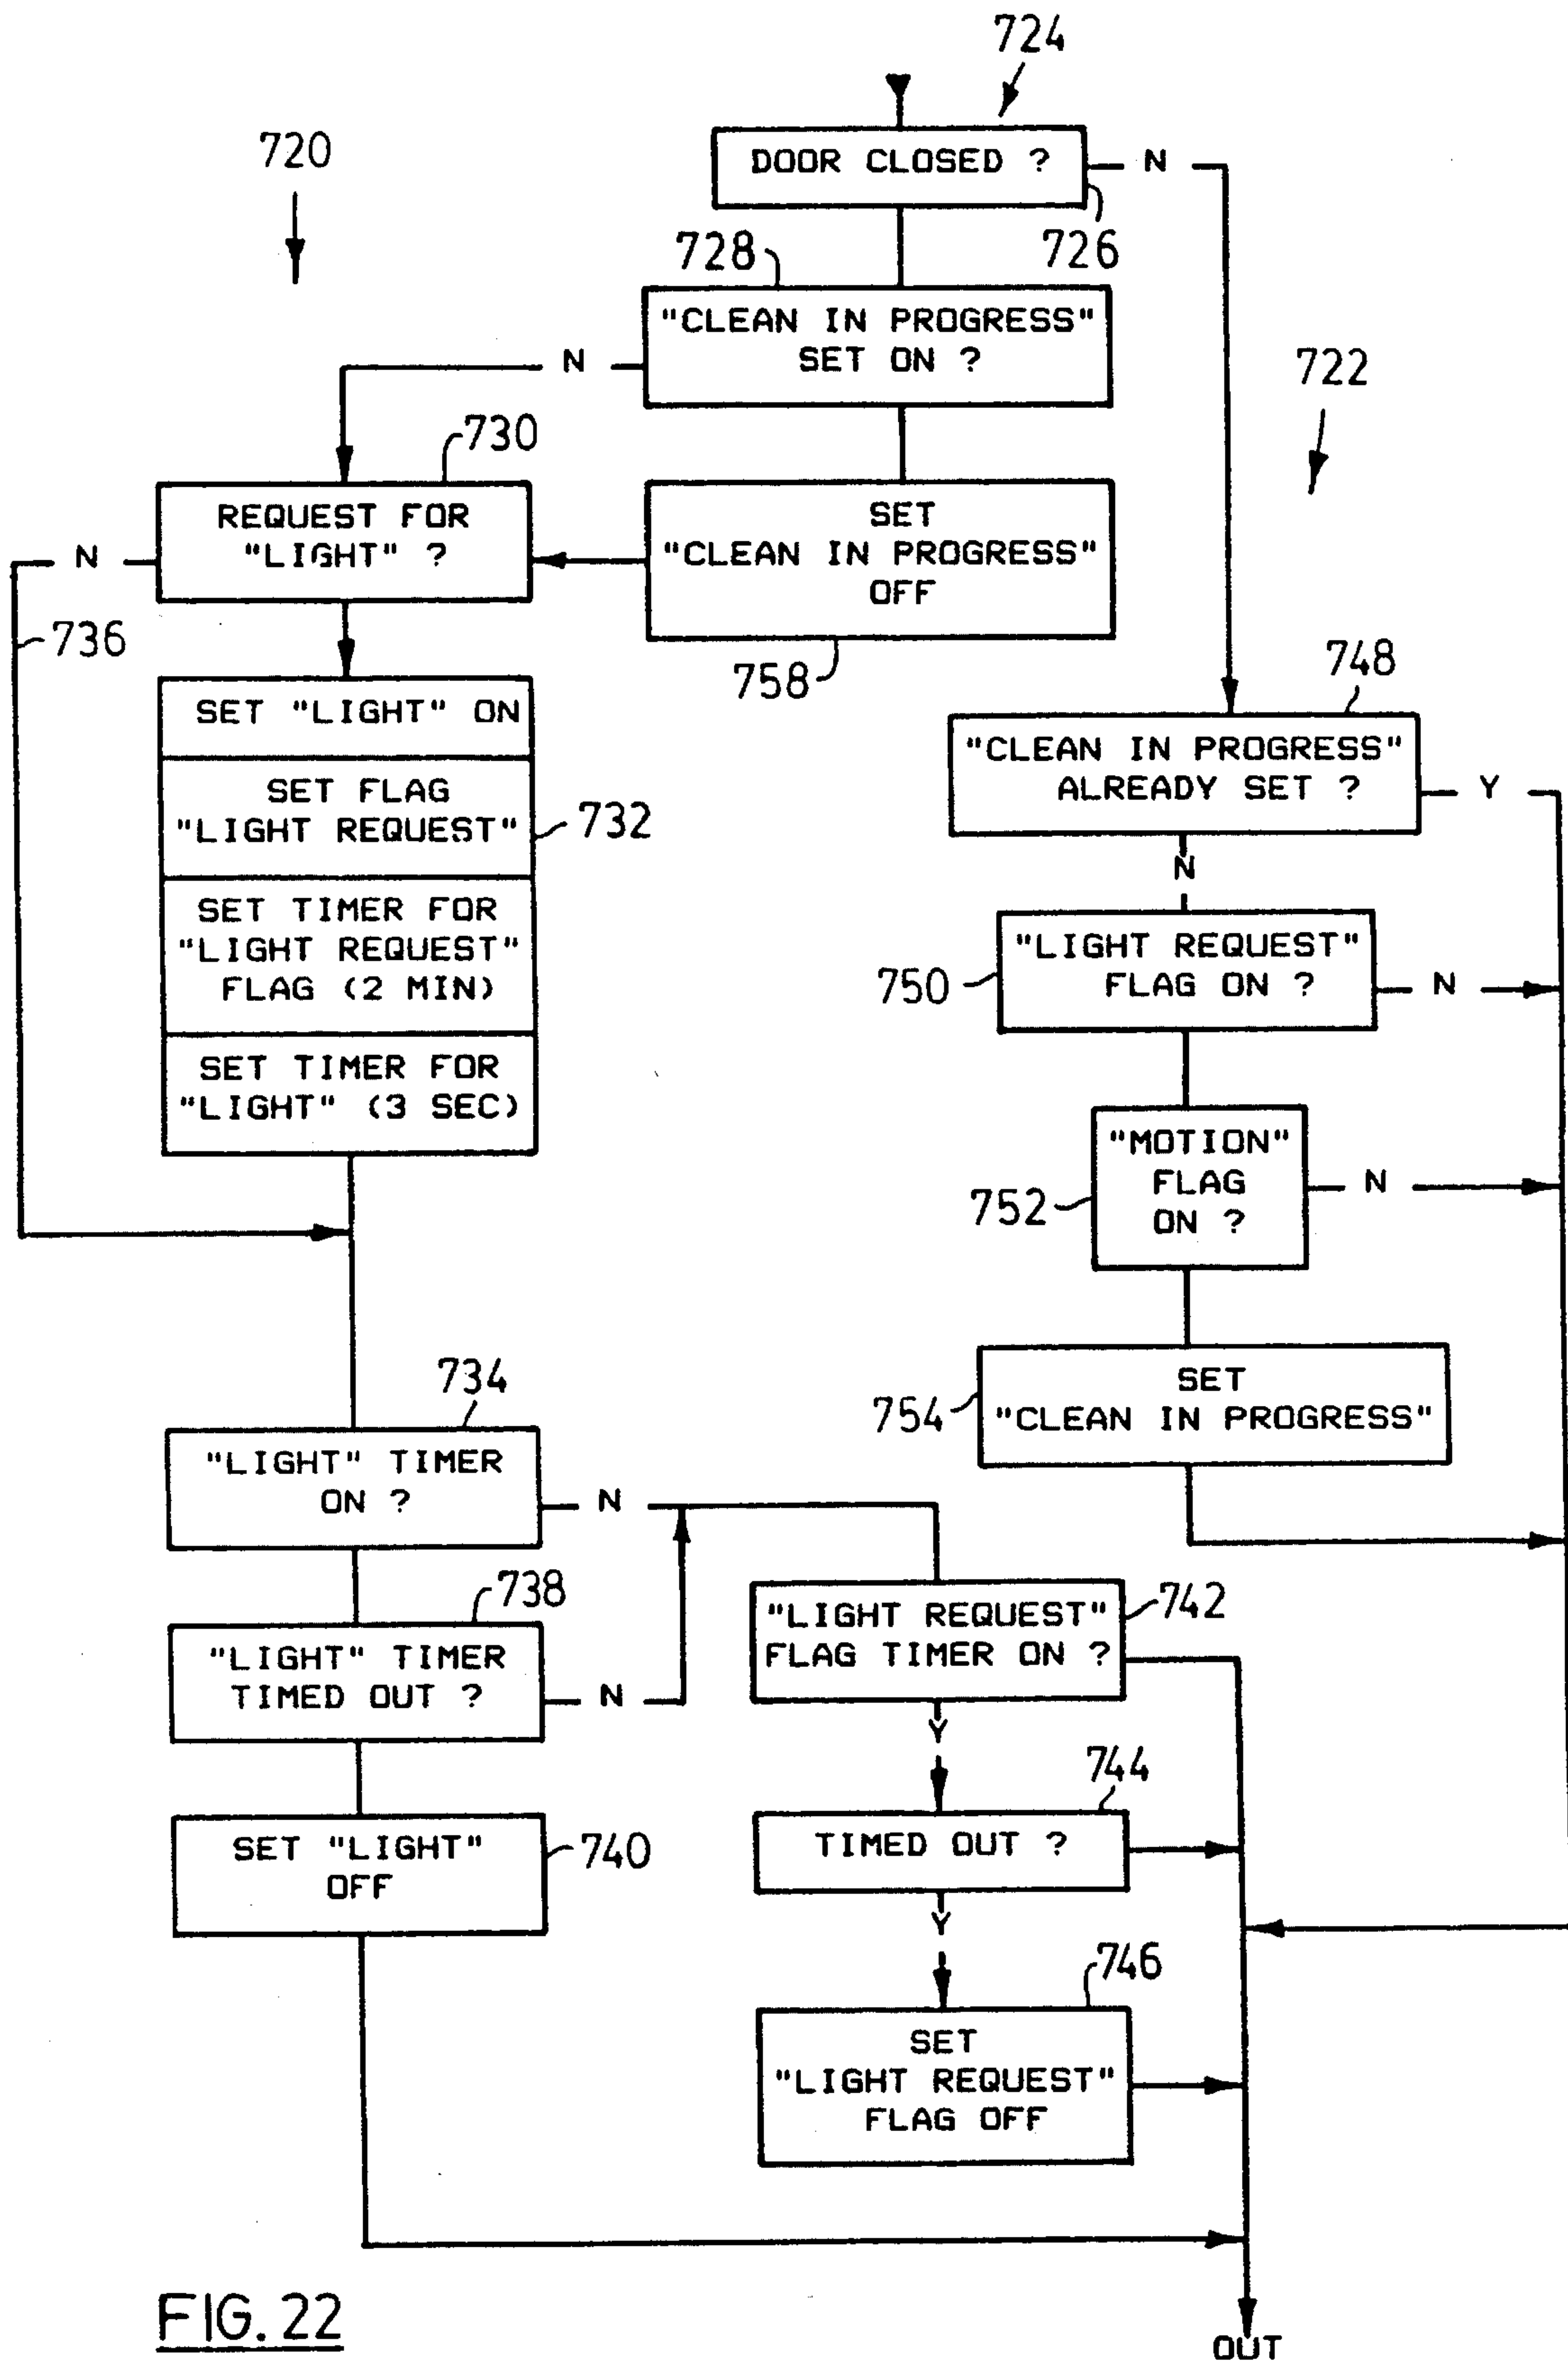 724
720
DOOR CLOSED ?
N
726
728
"CLEAN IN PROGRESS"
SET ON ?
N
722
730
REQUEST FOR
"LIGHT" ?
N
SET
"CLEAN IN PROGRESS"
OFF
736
758
748
SET "LIGHT" ON
SET FLAG
"LIGHT REQUEST"
732
SET TIMER FOR
"LIGHT REQUEST"
FLAG (2 MIN)
SET TIMER FOR
"LIGHT" (3 SEC)
"CLEAN IN PROGRESS"
ALREADY SET ?
Y
N
"LIGHT REQUEST"
FLAG ON ?
750
N
"MOTION"
FLAG
ON ?
752
N
SET
"CLEAN IN PROGRESS"
754
734
"LIGHT" TIMER
ON ?
N
738
"LIGHT" TIMER
TIMED OUT ?
N
"LIGHT REQUEST"
FLAG TIMER ON ?
742
Y
744
SET "LIGHT"
OFF
740
TIMED OUT ?
Y
746
SET
"LIGHT REQUEST"
FLAG OFF
FIG. 22
OUT